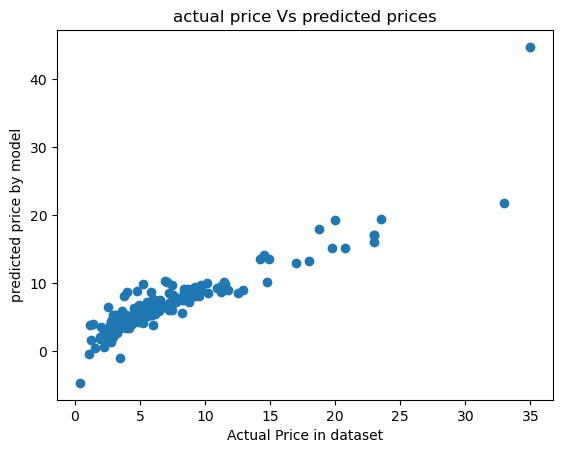 actual price Vs predicted prices
40
30
20
10
0
predicted price by model
0 5 10 15 20 25 30 35
Actual Price in dataset